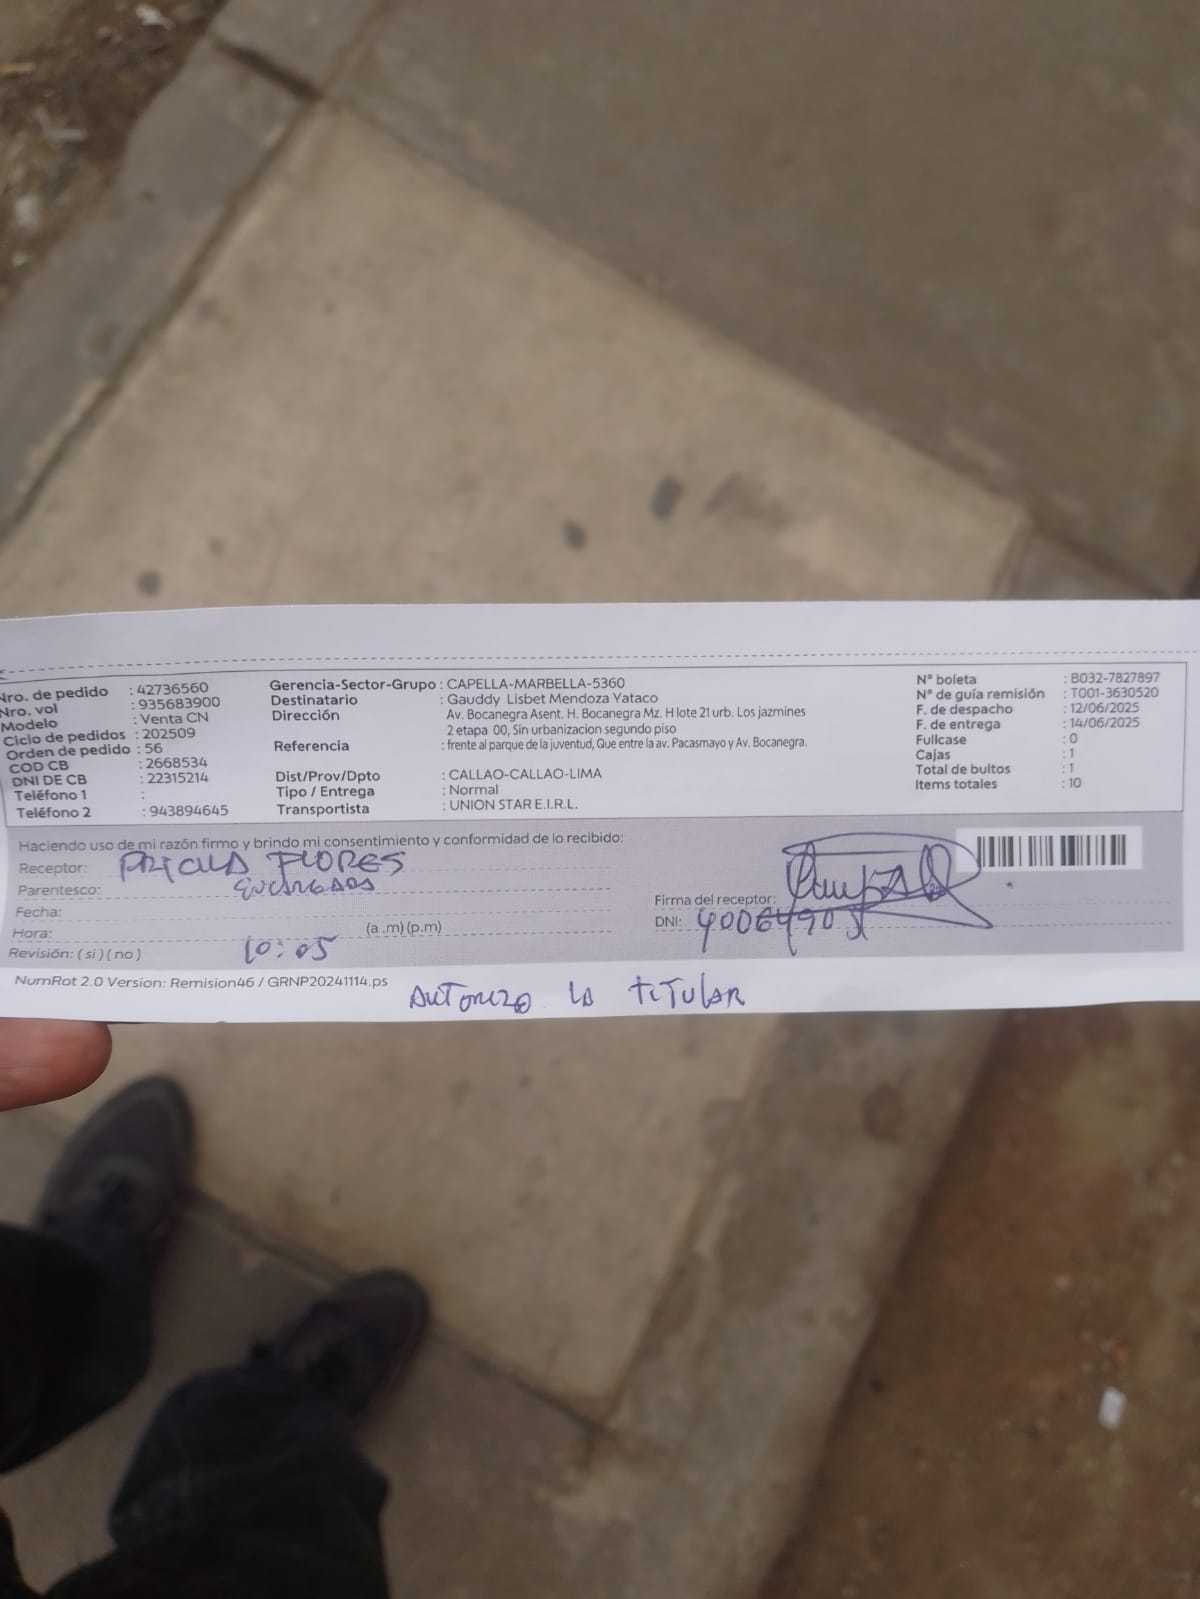 Nro. de pedido : 42736560
Nro. vol : 935683900
Modelo : Venta CN
Ciclo de pedidos : 202509
Orden de pedido : 56
COD CB : 2668534
DNI DE CB : 22315214
Teléfono 1 :
Teléfono 2 : 943894645
Gerencia-Sector-Grupo : CAPELLA-MARBELLA-5360
Destinatario : Gauddy Lisbet Mendoza Yataco
Dirección Av. Bocanegra Asent. H. Bocanegra Mz. H lote 21 urb. Los jazmines
2 etapa 00, Sin urbanizacion segundo piso
Referencia : frente al parque de la juventud, Que entre la av. Pacasmayo y Av. Bocanegra.
Dist/Prov/Dpto : CALLAO-CALLAO-LIMA
Tipo / Entrega : Normal
Transportista : UNION STAR E.I.R.L.
N° boleta : B032-7827897
N° de guía remisión : T001-3630520
F. de despacho : 12/06/2025
F. de entrega : 14/06/2025
Fullcase : 0
Cajas : 1
Total de bultos : 1
Items totales : 10
Haciendo uso de mi razón firmo y brindo mi consentimiento y conformidad de lo recibido:
Receptor: FLORES
Parentesco: ENCARGADA
Fecha:
Hora: (a .m) (p.m)
Revisión: ( si ) ( no ) 10:05
Firma del receptor:
DNI:
NumRot 2.0 Version: Remision46 / GRNP20241114.ps
AUTORIZO LA TITULAR